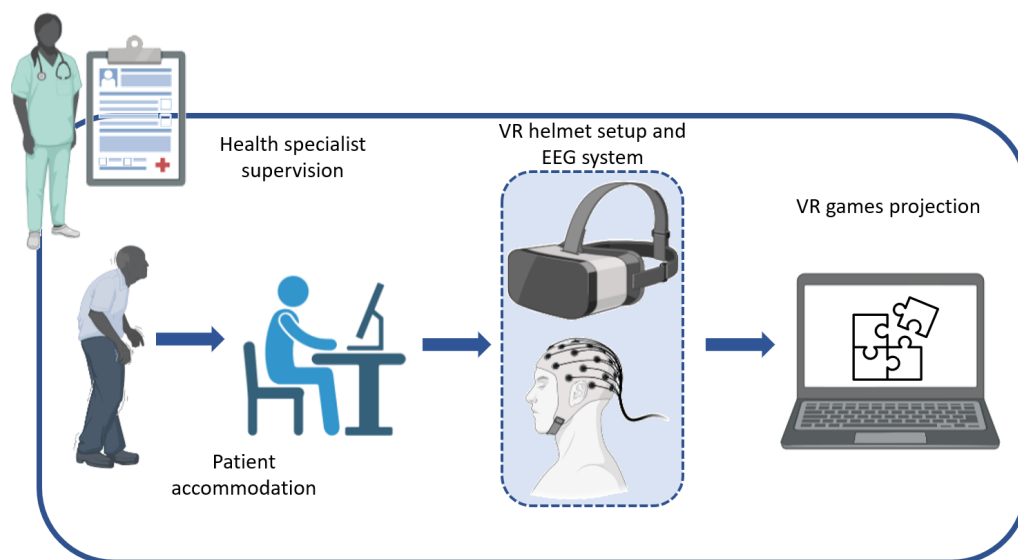 Health specialist
supervision
VR helmet setup and
EEG system
VR games projection
Patient
accommodation